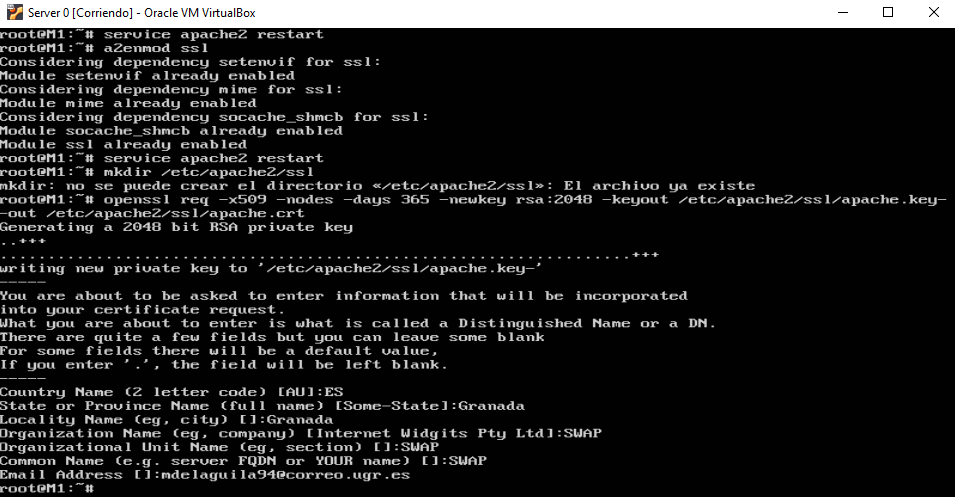 Server 0 [Corriendo] - Oracle VM VirtualBox
root@M1:~# service apache2 restart
root@M1:~# a2enmod ssl
Considering dependency setenvif for ssl:
Module setenvif already enabled
Considering dependency mime for ssl:
Module mime already enabled
Considering dependency socache_shmcb for ssl:
Module socache_shmcb already enabled
Module ssl already enabled
root@M1:~# service apache2 restart
root@M1:~# mkdir /etc/apache2/ssl
mkdir: no se puede crear el directorio «/etc/apache2/ssl»: El archivo ya existe
root@M1:~# openssl req -x509 -nodes -days 365 -newkey rsa:2048 -keyout /etc/apache2/ssl/apache.key-
-out /etc/apache2/ssl/apache.crt
Generating a 2048 bit RSA private key
..+++
..................................................................+++
writing new private key to '/etc/apache2/ssl/apache.key-'
-----
You are about to be asked to enter information that will be incorporated
into your certificate request.
What you are about to enter is what is called a Distinguished Name or a DN.
There are quite a few fields but you can leave some blank
For some fields there will be a default value,
If you enter '.', the field will be left blank.
-----
Country Name (2 letter code) [AU]:ES
State or Province Name (full name) [Some-State]:Granada
Locality Name (eg, city) []:Granada
Organization Name (eg, company) [Internet Widgits Pty Ltd]:SWAP
Organizational Unit Name (eg, section) []:SWAP
Common Name (e.g. server FQDN or YOUR name) []:SWAP
Email Address []:mdelaguila94@correo.ugr.es
root@M1:~#